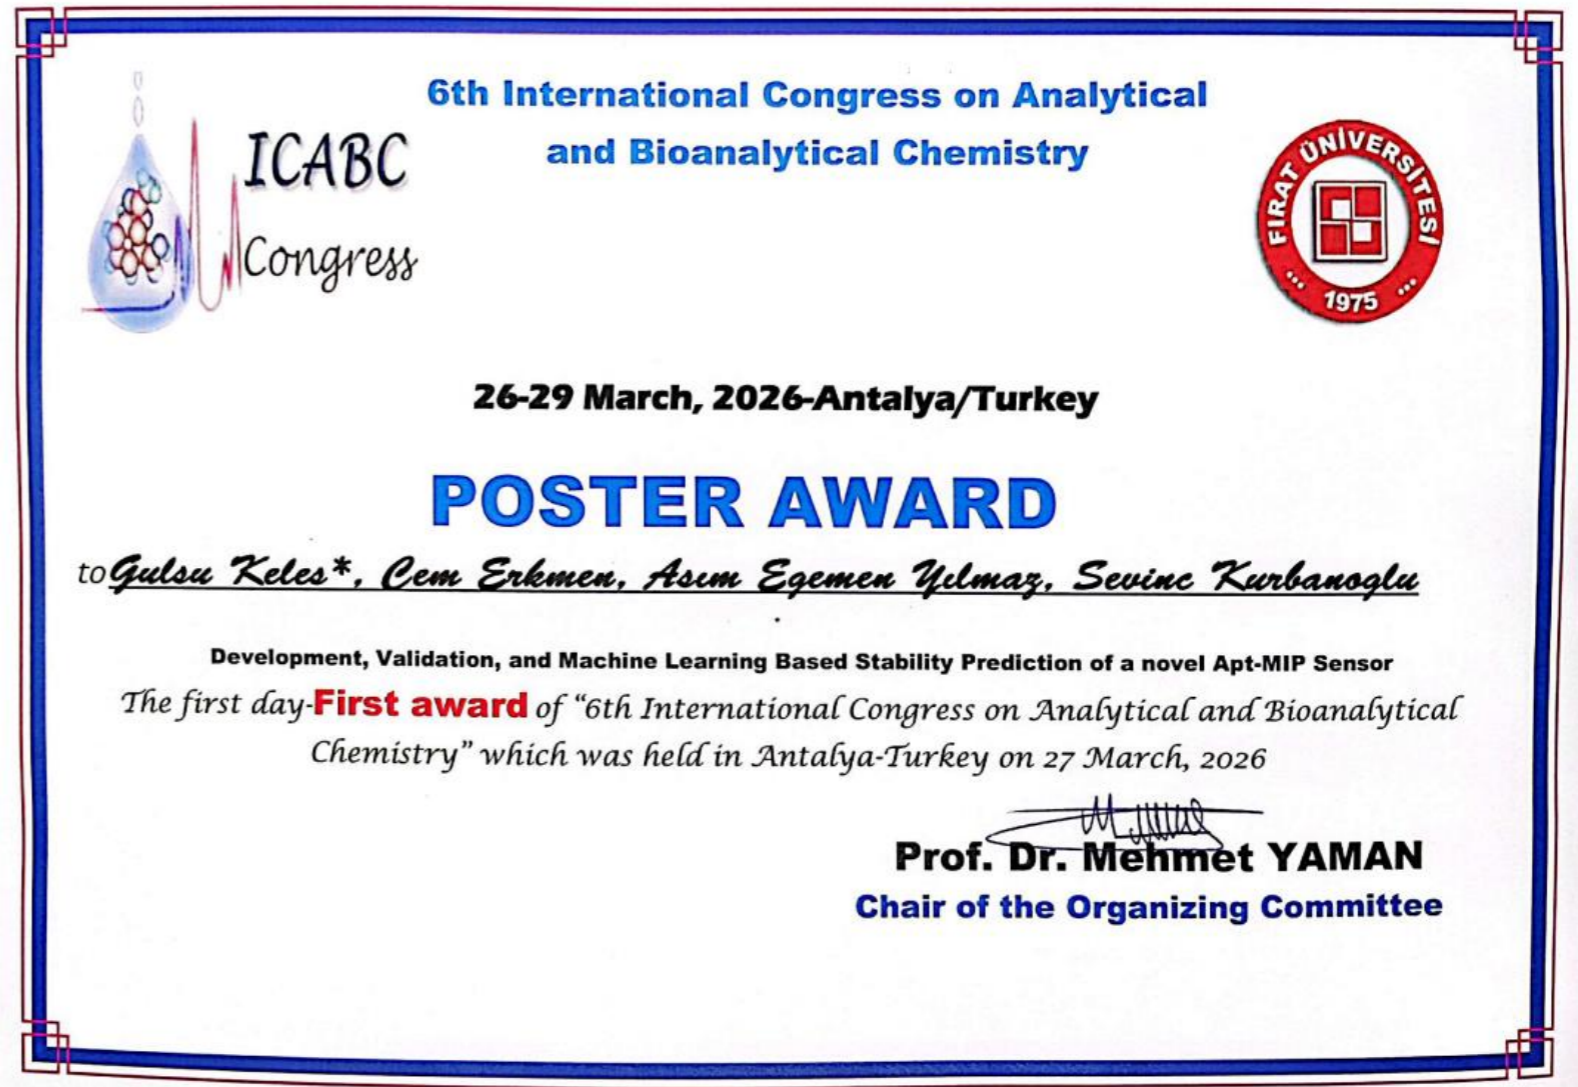 6th International Congress on Analytical
and Bioanalytical Chemistry
ICABC
Congress
FIRAT ÜNİVERSİTESİ
... 1975 ...
26-29 March, 2026-Antalya/Turkey
POSTER AWARD
to Gulsu Keles*, Cem Erkmen, Asım Egemen Yılmaz, Sevinc Kurbanoglu
Development, Validation, and Machine Learning Based Stability Prediction of a novel Apt-MIP Sensor
The first day-First award of “6th International Congress on Analytical and Bioanalytical
Chemistry” which was held in Antalya-Turkey on 27 March, 2026
Prof. Dr. Mehmet YAMAN
Chair of the Organizing Committee